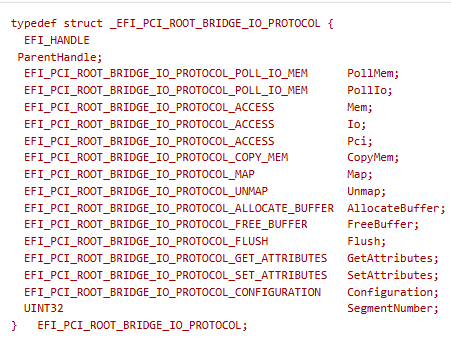 typedef struct _EFI_PCI_ROOT_BRIDGE_IO_PROTOCOL {
EFI_HANDLE
ParentHandle;
EFI_PCI_ROOT_BRIDGE_IO_PROTOCOL_POLL_IO_MEM PollMem;
EFI_PCI_ROOT_BRIDGE_IO_PROTOCOL_POLL_IO_MEM PollIo;
EFI_PCI_ROOT_BRIDGE_IO_PROTOCOL_ACCESS Mem;
EFI_PCI_ROOT_BRIDGE_IO_PROTOCOL_ACCESS Io;
EFI_PCI_ROOT_BRIDGE_IO_PROTOCOL_ACCESS Pci;
EFI_PCI_ROOT_BRIDGE_IO_PROTOCOL_COPY_MEM CopyMem;
EFI_PCI_ROOT_BRIDGE_IO_PROTOCOL_MAP Map;
EFI_PCI_ROOT_BRIDGE_IO_PROTOCOL_UNMAP Unmap;
EFI_PCI_ROOT_BRIDGE_IO_PROTOCOL_ALLOCATE_BUFFER AllocateBuffer;
EFI_PCI_ROOT_BRIDGE_IO_PROTOCOL_FREE_BUFFER FreeBuffer;
EFI_PCI_ROOT_BRIDGE_IO_PROTOCOL_FLUSH Flush;
EFI_PCI_ROOT_BRIDGE_IO_PROTOCOL_GET_ATTRIBUTES GetAttributes;
EFI_PCI_ROOT_BRIDGE_IO_PROTOCOL_SET_ATTRIBUTES SetAttributes;
EFI_PCI_ROOT_BRIDGE_IO_PROTOCOL_CONFIGURATION Configuration;
UINT32 SegmentNumber;
} EFI_PCI_ROOT_BRIDGE_IO_PROTOCOL;